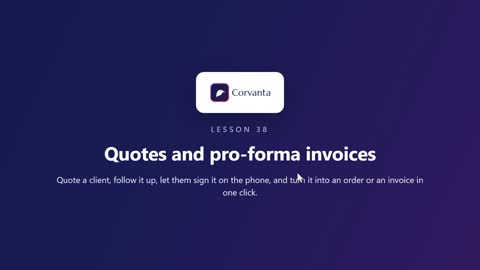 Corvanta
LESSON 38
Quotes and pro-forma invoices
Quote a client, follow it up, let them sign it on the phone, and turn it into an order or an invoice in
one click.